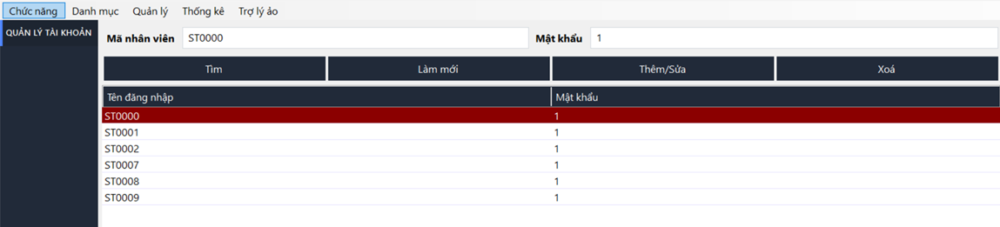 Chức năng Danh mục Quản lý Thống kê Trợ lý ảo
QUẢN LÝ TÀI KHOẢN
Mã nhân viên ST0000 Mật khẩu 1
Tìm Làm mới Thêm/Sửa Xoá
Tên đăng nhập Mật khẩu
ST0000 1
ST0001 1
ST0002 1
ST0007 1
ST0008 1
ST0009 1